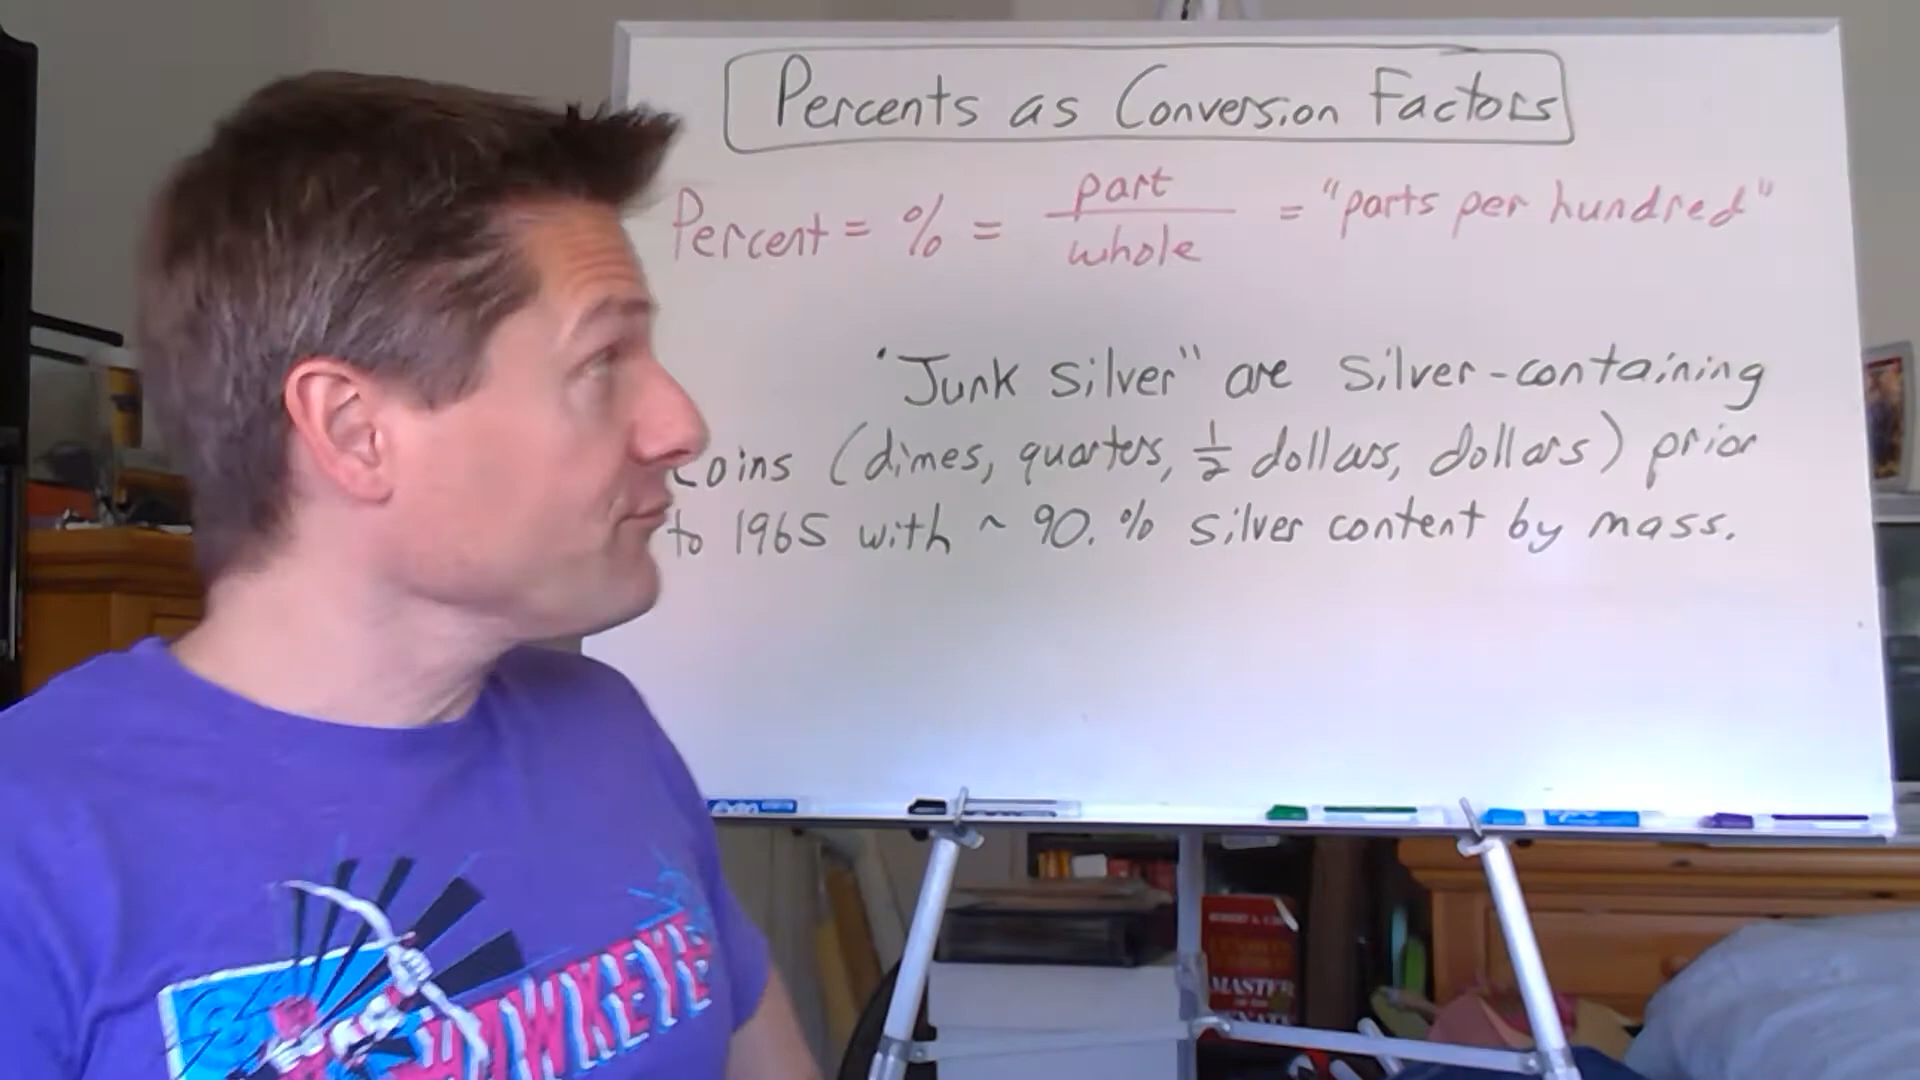 Percents as Conversion Factors
Percent = % = part / whole = "parts per hundred"
"Junk Silver" are silver-containing
Coins (dimes, quarters, 1/2 dollars, dollars) prior
to 1965 with ~ 90. % silver content by mass.
HAWKEYE
MASTER